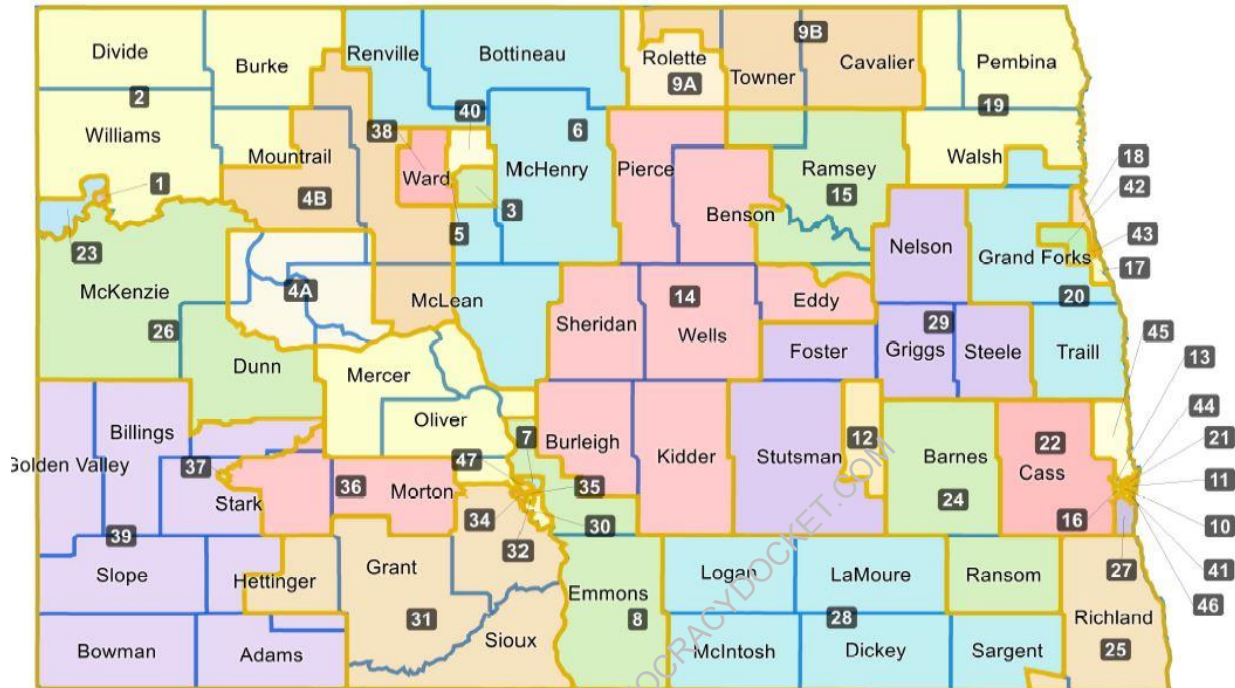 Divide
Burke
Renville
Bottineau
Rolette
9A
9B
Towner
Cavalier
Pembina
2
Williams
Mountrail
38
40
6
19
Ward
McHenry
Pierce
Ramsey
15
Walsh
18
42
1
4B
5
3
Benson
Nelson
Grand Forks
43
17
20
23
McKenzie
4A
McLean
26
Sheridan
14
Wells
Eddy
Foster
29
Griggs
Steele
Traill
45
13
Dunn
Mercer
Oliver
Golden Valley
Billings
37
Stark
36
Morton
47
7
Burleigh
35
Kidder
Stutsman
12
Barnes
24
22
Cass
16
44
21
11
10
41
46
27
39
34
32
30
Slope
Hettinger
Grant
31
Sioux
Emmons
8
Logan
LaMoure
28
Ransom
Richland
25
Bowman
Adams
McIntosh
Dickey
Sargent
OCRACYDOCKET.COM